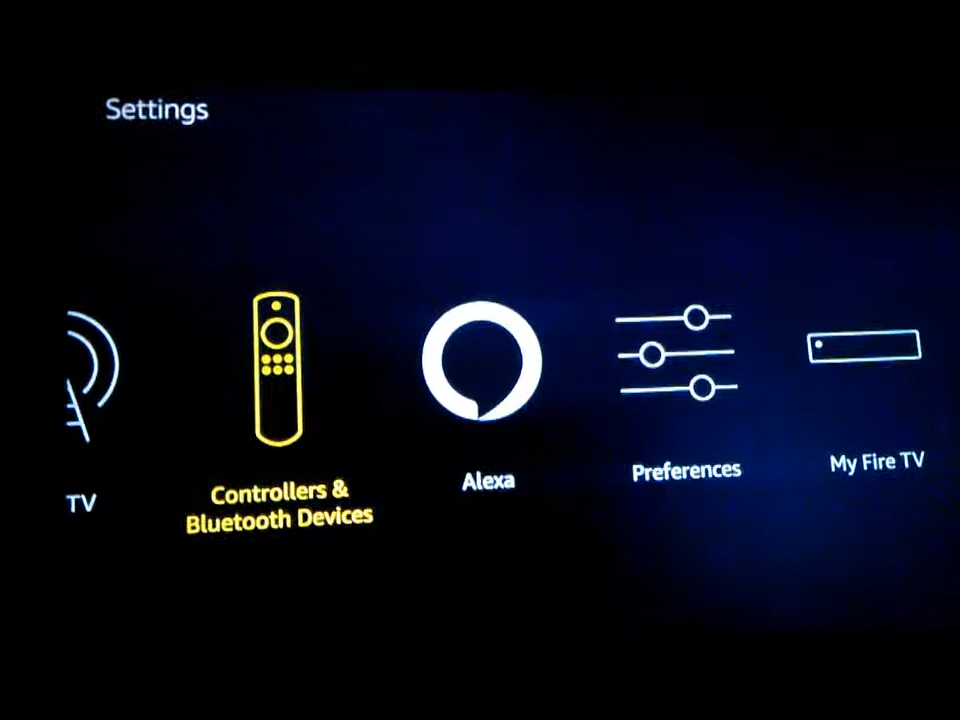 Settings
TV
Controllers &
Bluetooth Devices
Alexa
Preferences
My Fire TV